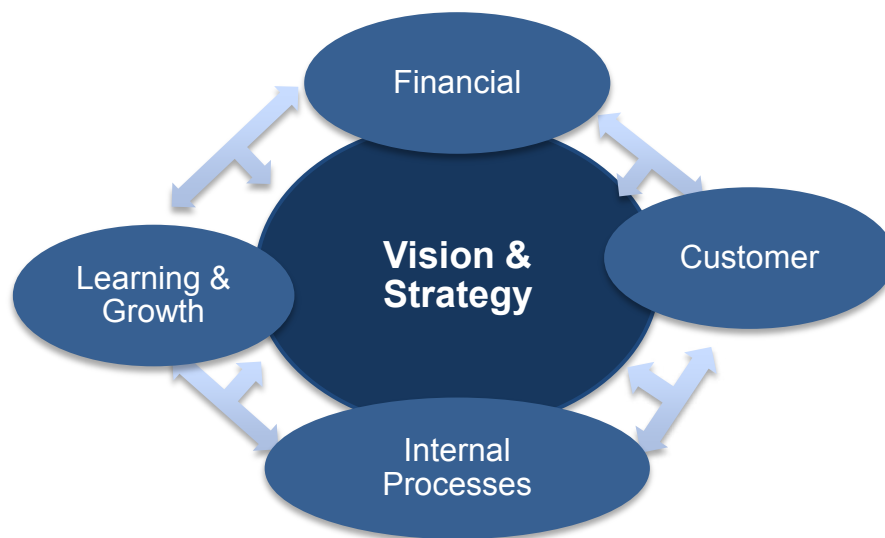 Financial
Vision &
Strategy
Customer
Learning &
Growth
Internal
Processes